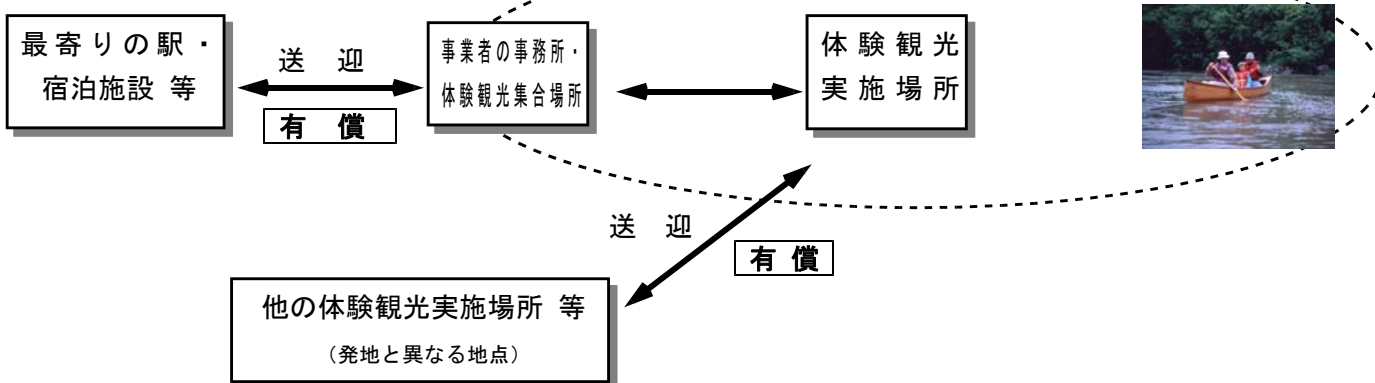 最寄りの駅・
宿泊施設 等
送 迎
有 償
事業者の事務所・
体験観光集合場所
体験観光
実施場所
送 迎
有 償
他の体験観光実施場所 等
（発地と異なる地点）